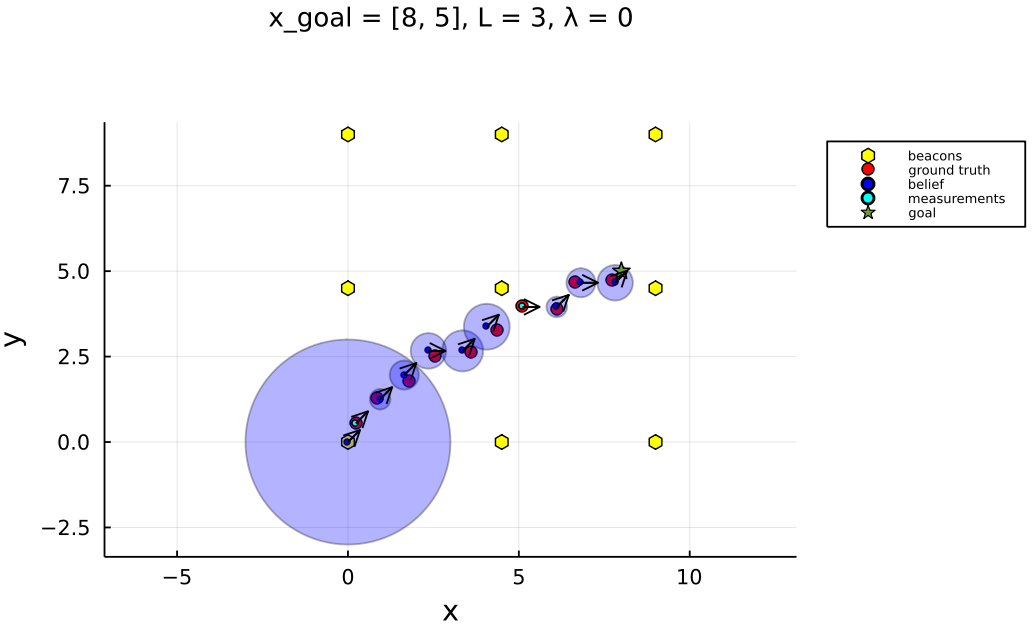 x_goal = [8, 5], L = 3, λ = 0
beacons
ground truth
belief
measurements
goal
7.5
5.0
2.5
0.0
−2.5
y
−5
0
5
10
x